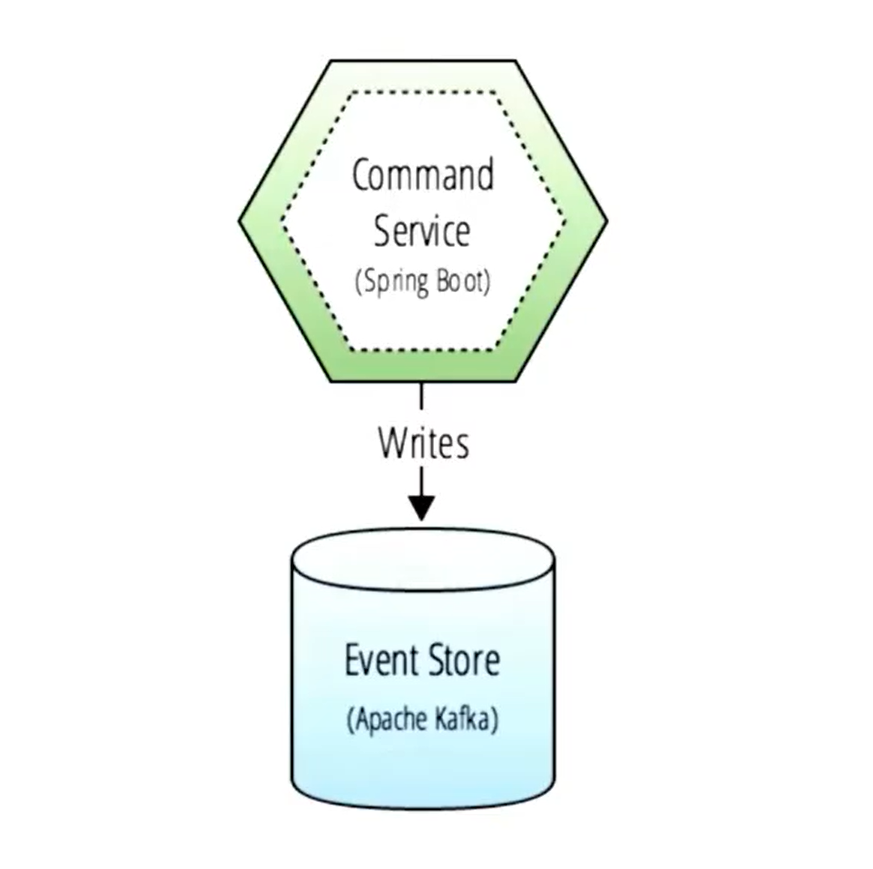 Command
Service
(Spring Boot)
Writes
Event Store
(Apache Kafka)